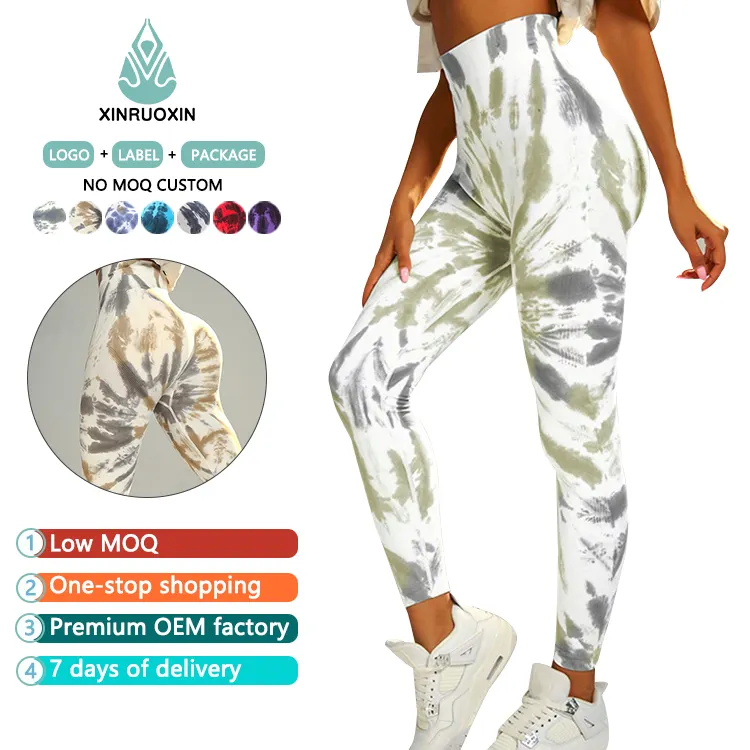 XINRUOXIN
LOGO + LABEL + PACKAGE
NO MOQ CUSTOM
1 Low MOQ
2 One-stop shopping
3 Premium OEM factory
4 7 days of delivery